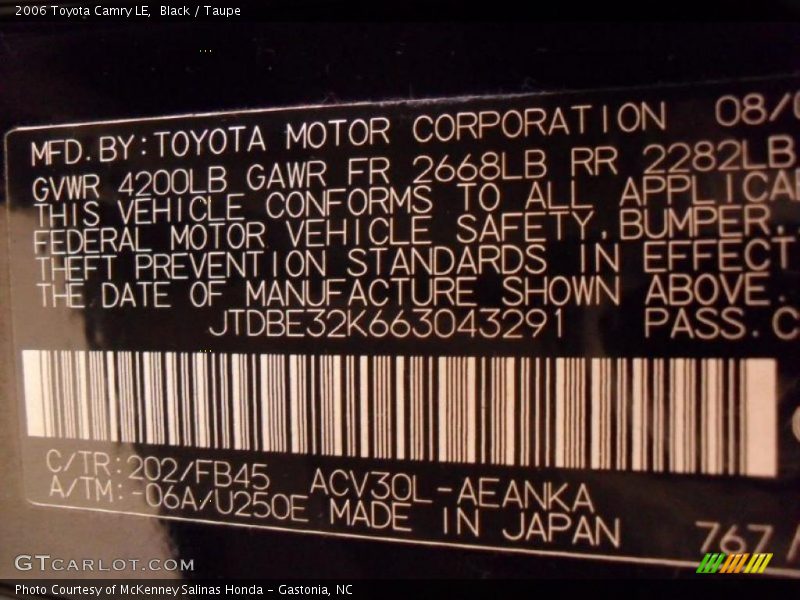 2006 Toyota Camry LE, Black / Taupe
MFD.BY:TOYOTA MOTOR CORPORATION 08/0
GVWR 4200LB GAWR FR 2668LB RR 2282LB
THIS VEHICLE CONFORMS TO ALL APPLICA
FEDERAL MOTOR VEHICLE SAFETY, BUMPER,
THEFT PREVENTION STANDARDS IN EFFECT
THE DATE OF MANUFACTURE SHOWN ABOVE.
JTDBE32K663043291 PASS.C
C/TR:202/FB45 ACV30L-AEANKA
A/TM:-06A/U250E MADE IN JAPAN 767
GTCARLOT.COM
Photo Courtesy of McKenney Salinas Honda - Gastonia, NC